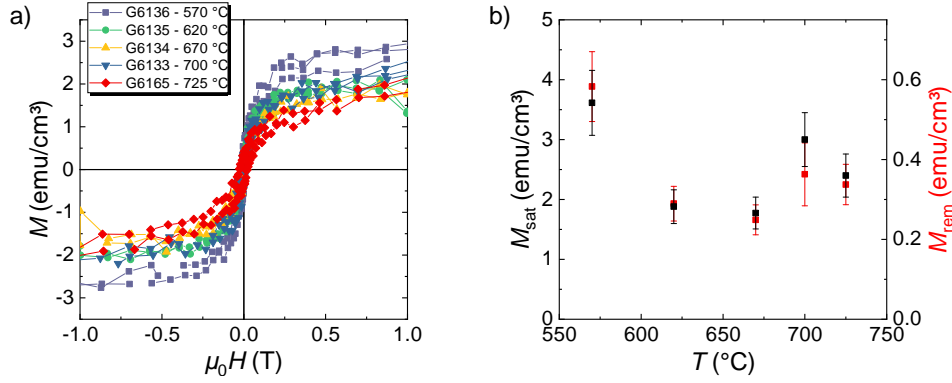 a)
G6136 - 570 °C
G6135 - 620 °C
G6134 - 670 °C
G6133 - 700 °C
G6165 - 725 °C
3
2
1
0
-1
-2
-3
M (emu/cm³)
-1.0
-0.5
0.0
0.5
1.0
μ0H (T)
b)
5
4
3
2
1
0
Msat (emu/cm³)
550
600
650
700
750
T (°C)
0.6
0.4
0.2
0.0
Mrem (emu/cm³)